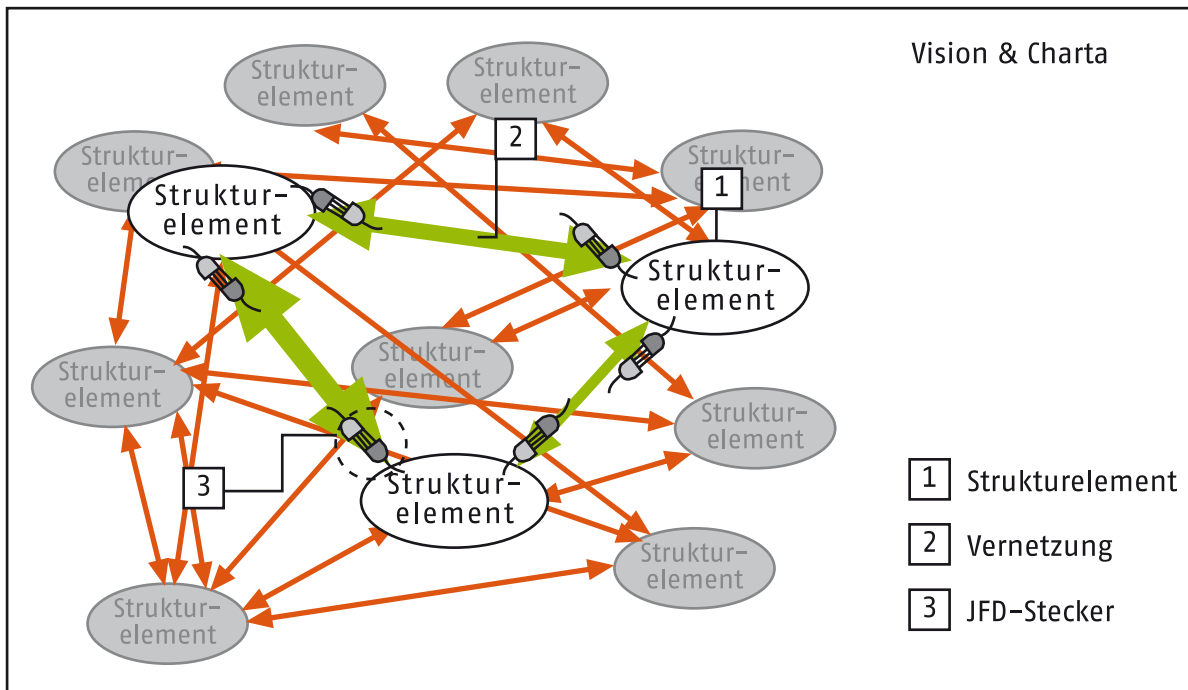 Vision & Charta
Struktur-
element
Struktur-
element
Struktur-
element
Struktur-
element
2
1
Struktur-
element
Struktur-
element
Struktur-
element
Struktur-
element
Struktur-
element
Struktur-
element
3
Struktur-
element
Struktur-
element
Struktur-
element
1 Strukturelement
2 Vernetzung
3 JFD-Stecker